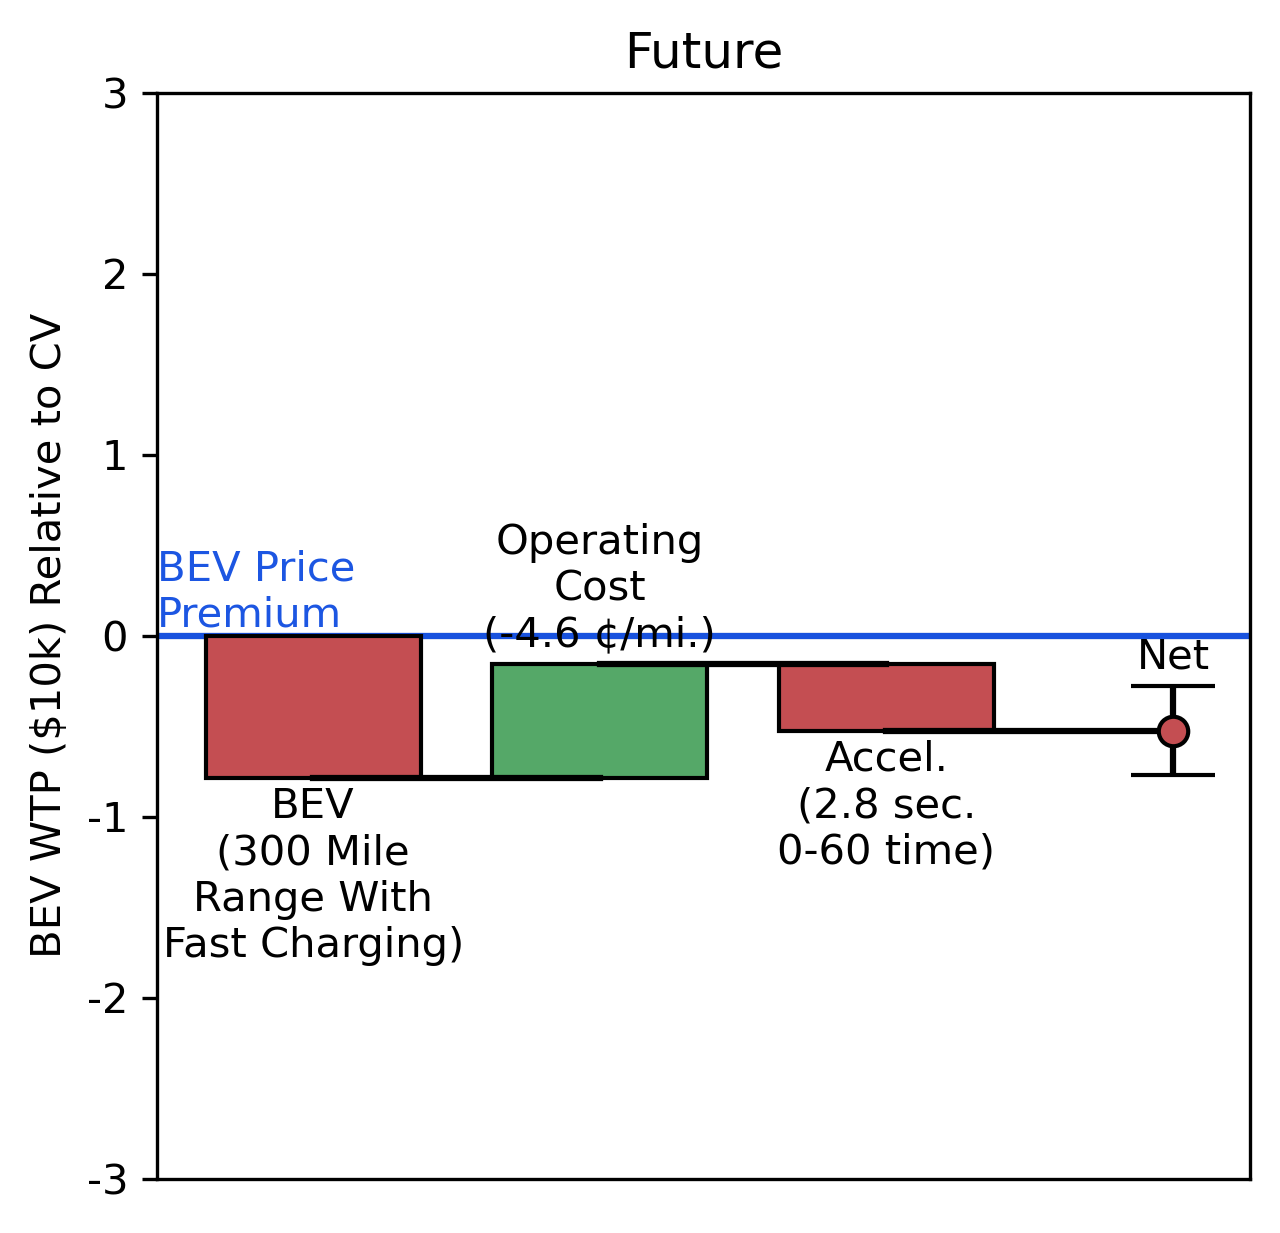 Future
3
2
1
0
-1
-2
-3
BEV WTP ($10k) Relative to CV
BEV Price
Premium
Operating
Cost
(-4.6 ¢/mi.)
Net
BEV
(300 Mile
Range With
Fast Charging)
Accel.
(2.8 sec.
0-60 time)